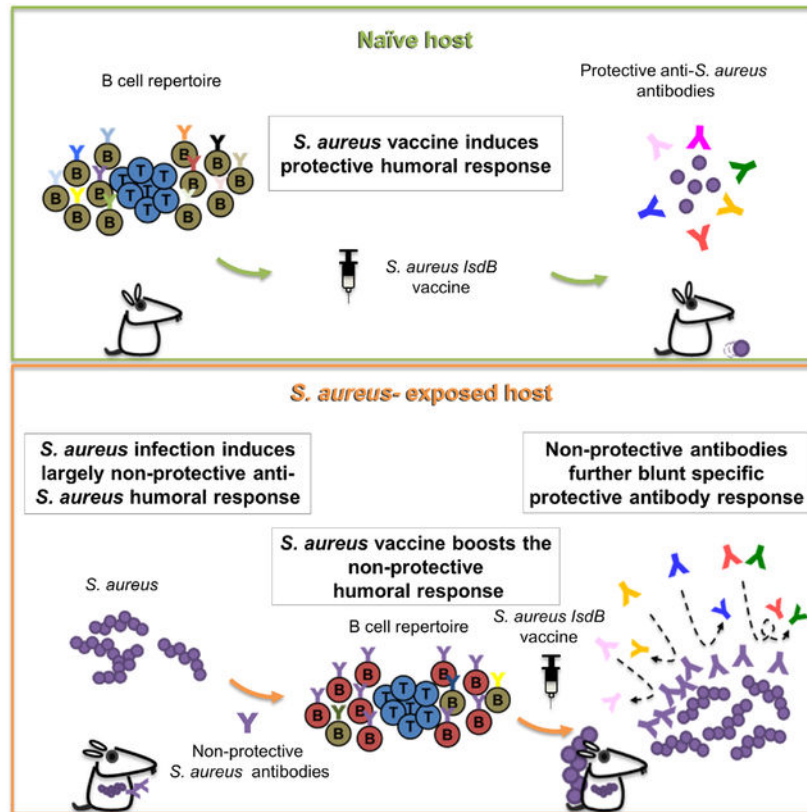 Naïve host
B cell repertoire
Protective anti-S. aureus
antibodies
S. aureus vaccine induces
protective humoral response
B
B
B
B
B
B
B
B
B
B
B
B
B
B
T
T
T
T
T
T
T
S. aureus IsdB
vaccine
S. aureus- exposed host
S. aureus infection induces
largely non-protective anti-
S. aureus humoral response
Non-protective antibodies
further blunt specific
protective antibody response
S. aureus vaccine boosts the
non-protective
humoral response
S. aureus
S. aureus IsdB
vaccine
B cell repertoire
B
B
B
B
B
B
B
B
B
B
B
B
B
T
T
T
T
T
T
T
Non-protective
S. aureus antibodies